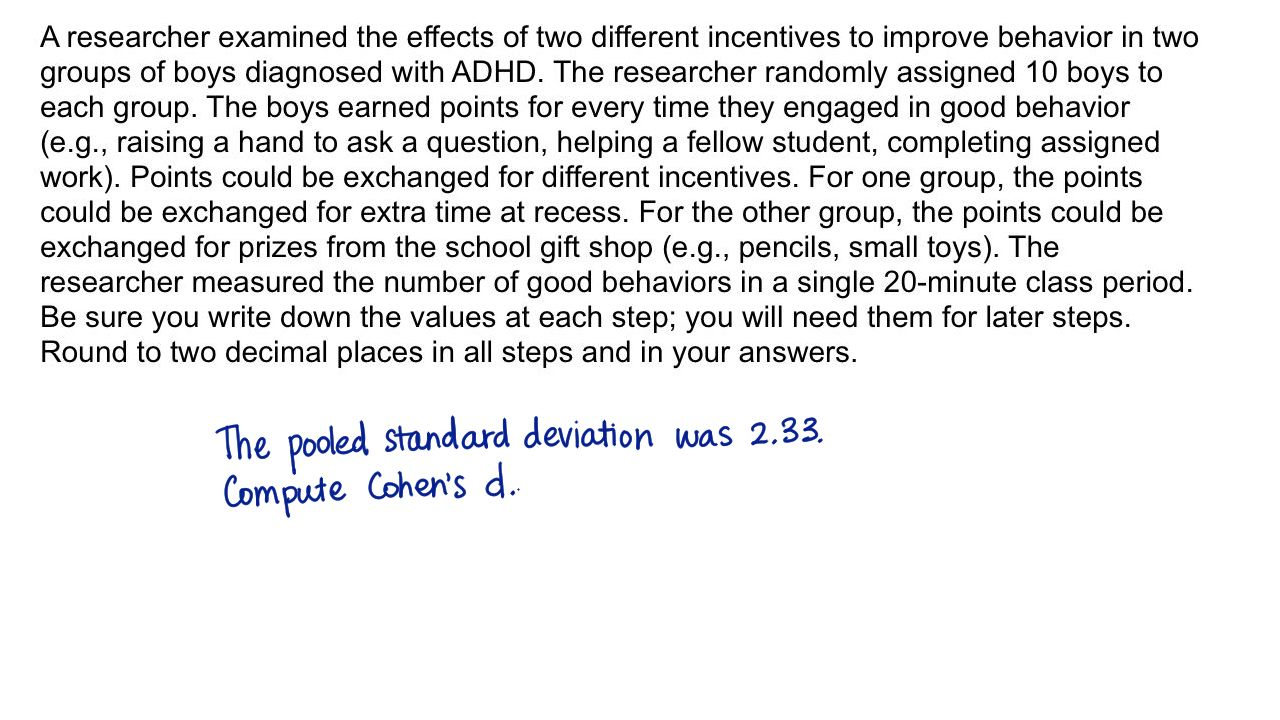 A researcher examined the effects of two different incentives to improve behavior in two
groups of boys diagnosed with ADHD. The researcher randomly assigned 10 boys to
each group. The boys earned points for every time they engaged in good behavior
(e.g., raising a hand to ask a question, helping a fellow student, completing assigned
work). Points could be exchanged for different incentives. For one group, the points
could be exchanged for extra time at recess. For the other group, the points could be
exchanged for prizes from the school gift shop (e.g., pencils, small toys). The
researcher measured the number of good behaviors in a single 20-minute class period.
Be sure you write down the values at each step; you will need them for later steps.
Round to two decimal places in all steps and in your answers.
The pooled standard deviation was 2.33.
Compute Cohen's d.